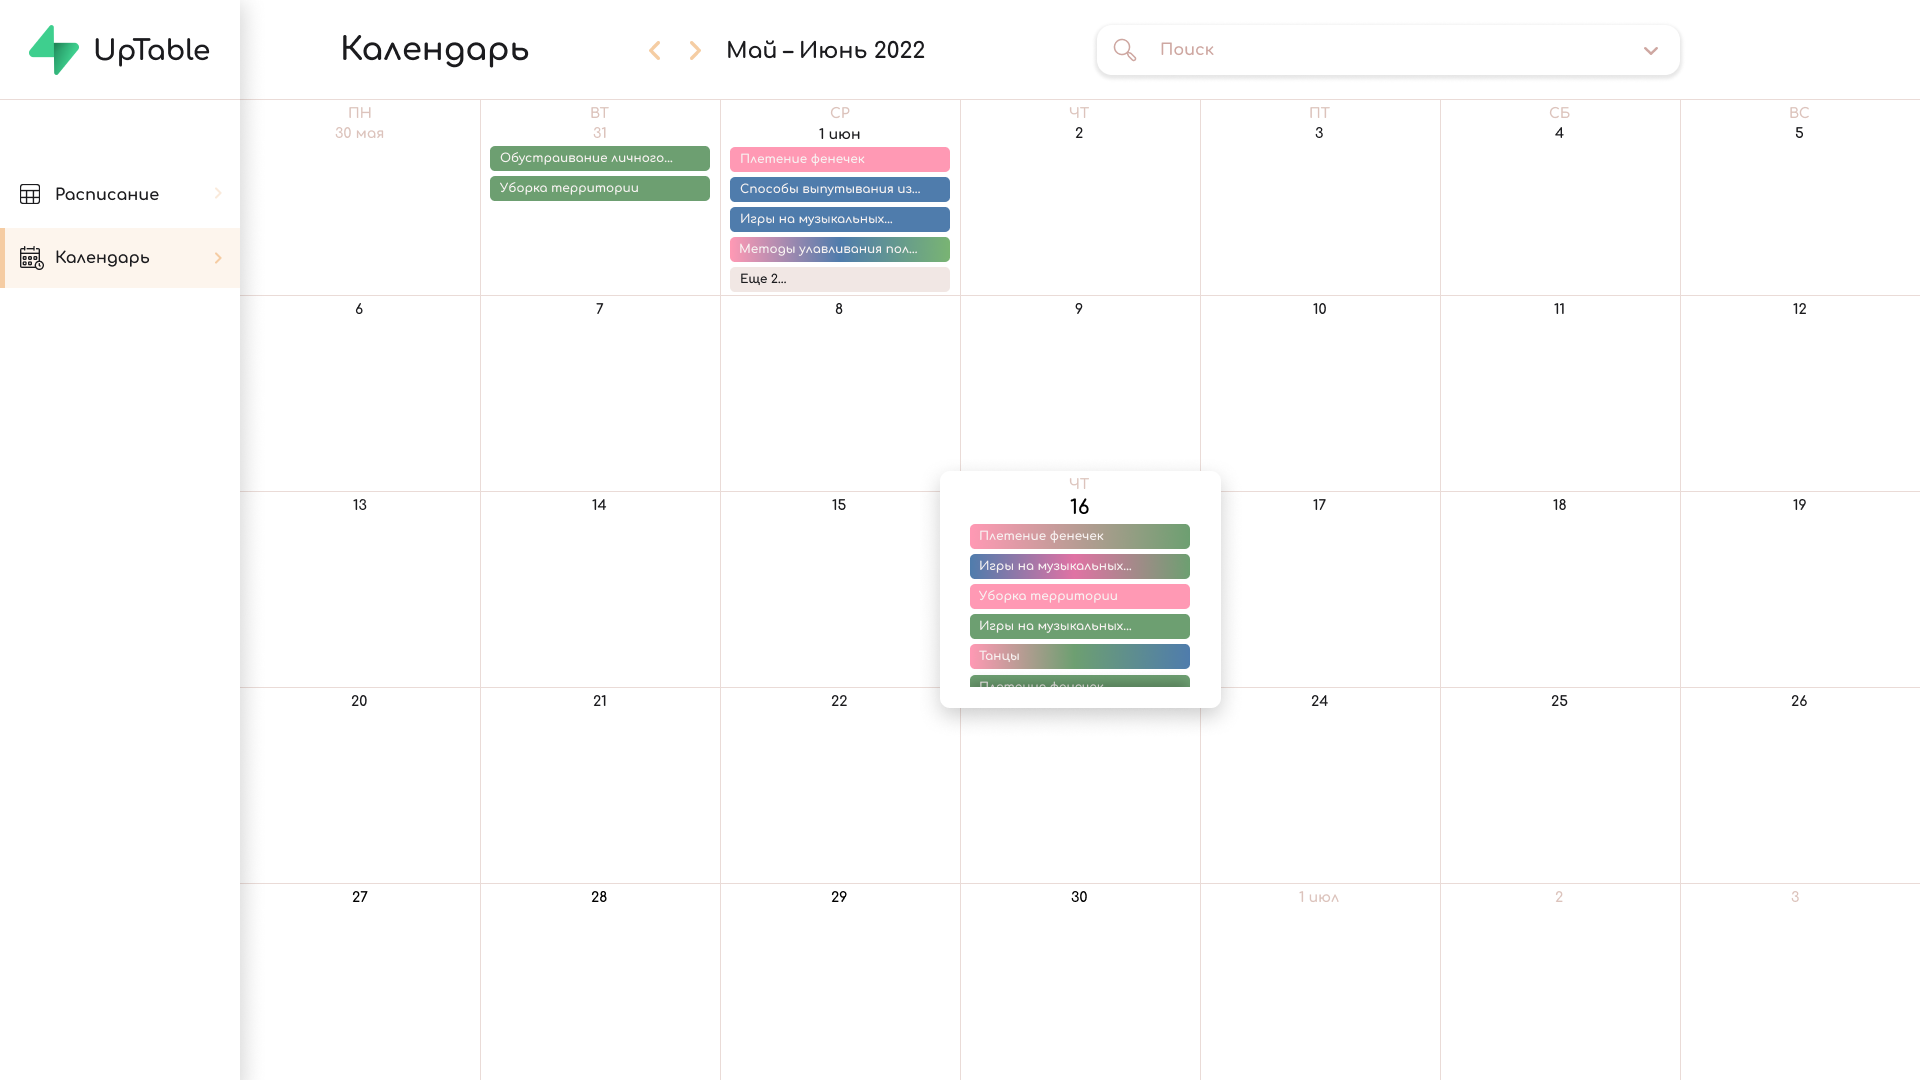 UpTable
Календарь
Май – Июнь 2022
Поиск
Расписание
Календарь
ПН
ВТ
СР
ЧТ
ПТ
СБ
ВС
30 мая
31
1 июн
2
3
4
5
Обустраивание личного...
Уборка территории
Плетение фенечек
Способы выпутывания из...
Игры на музыкальных...
Методы улавливания пол...
Еще 2...
6
7
8
9
10
11
12
13
14
15
ЧТ
16
Плетение фенечек
Игры на музыкальных...
Уборка территории
Игры на музыкальных...
Танцы
Плетение фенечек
17
18
19
20
21
22
24
25
26
27
28
29
30
1 июл
2
3